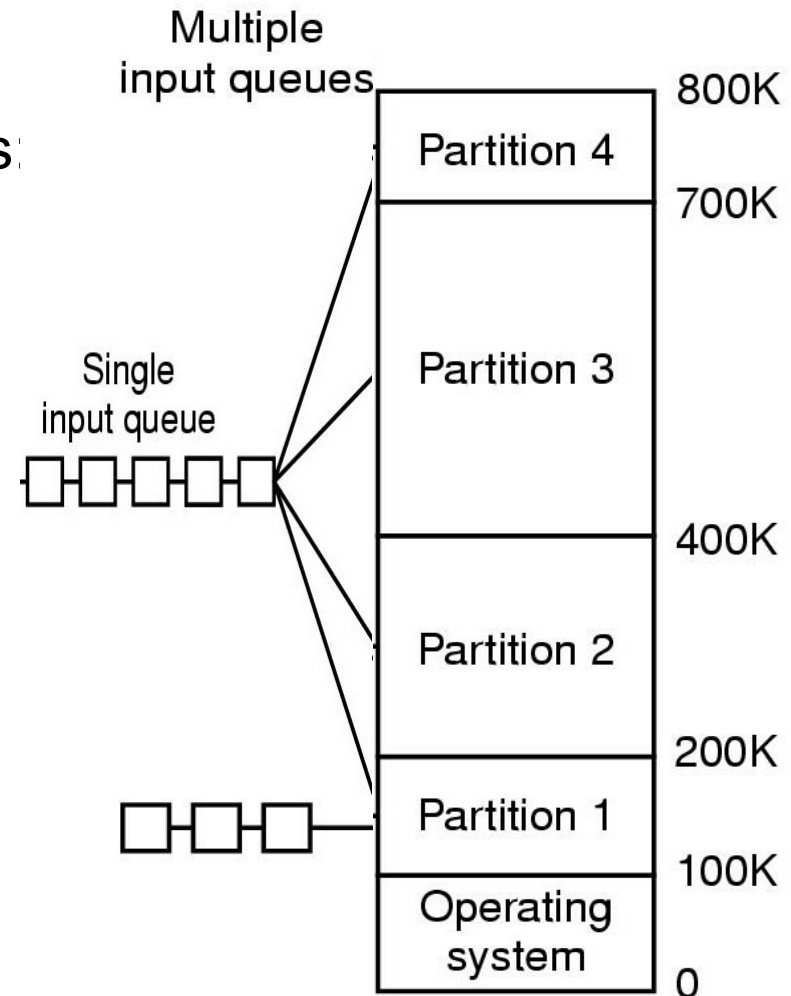 Multiple
input queues
s:
Single
input queue
800K
Partition 4
700K
Partition 3
400K
Partition 2
200K
Partition 1
100K
Operating
system
0